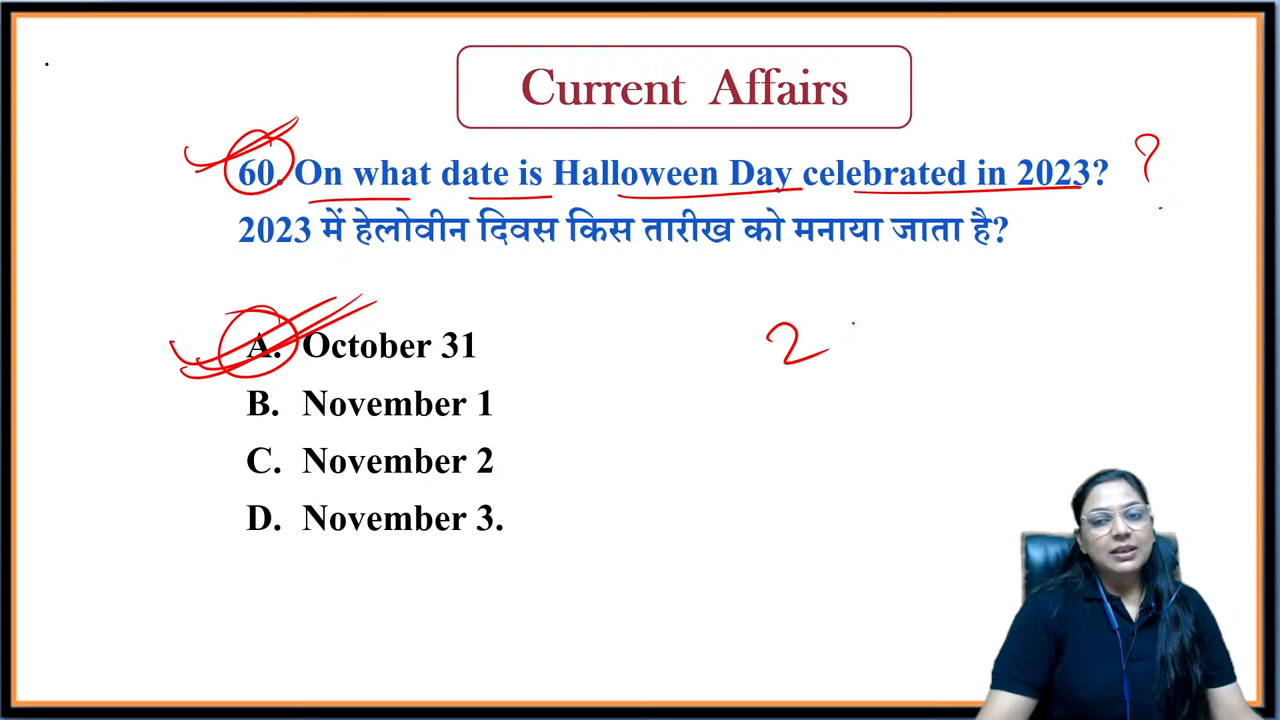 Current Affairs
60. On what date is Halloween Day celebrated in 2023? ?
2023 में हेलोवीन दिवस किस तारीख को मनाया जाता है?
A. October 31
2
B. November 1
C. November 2
D. November 3.